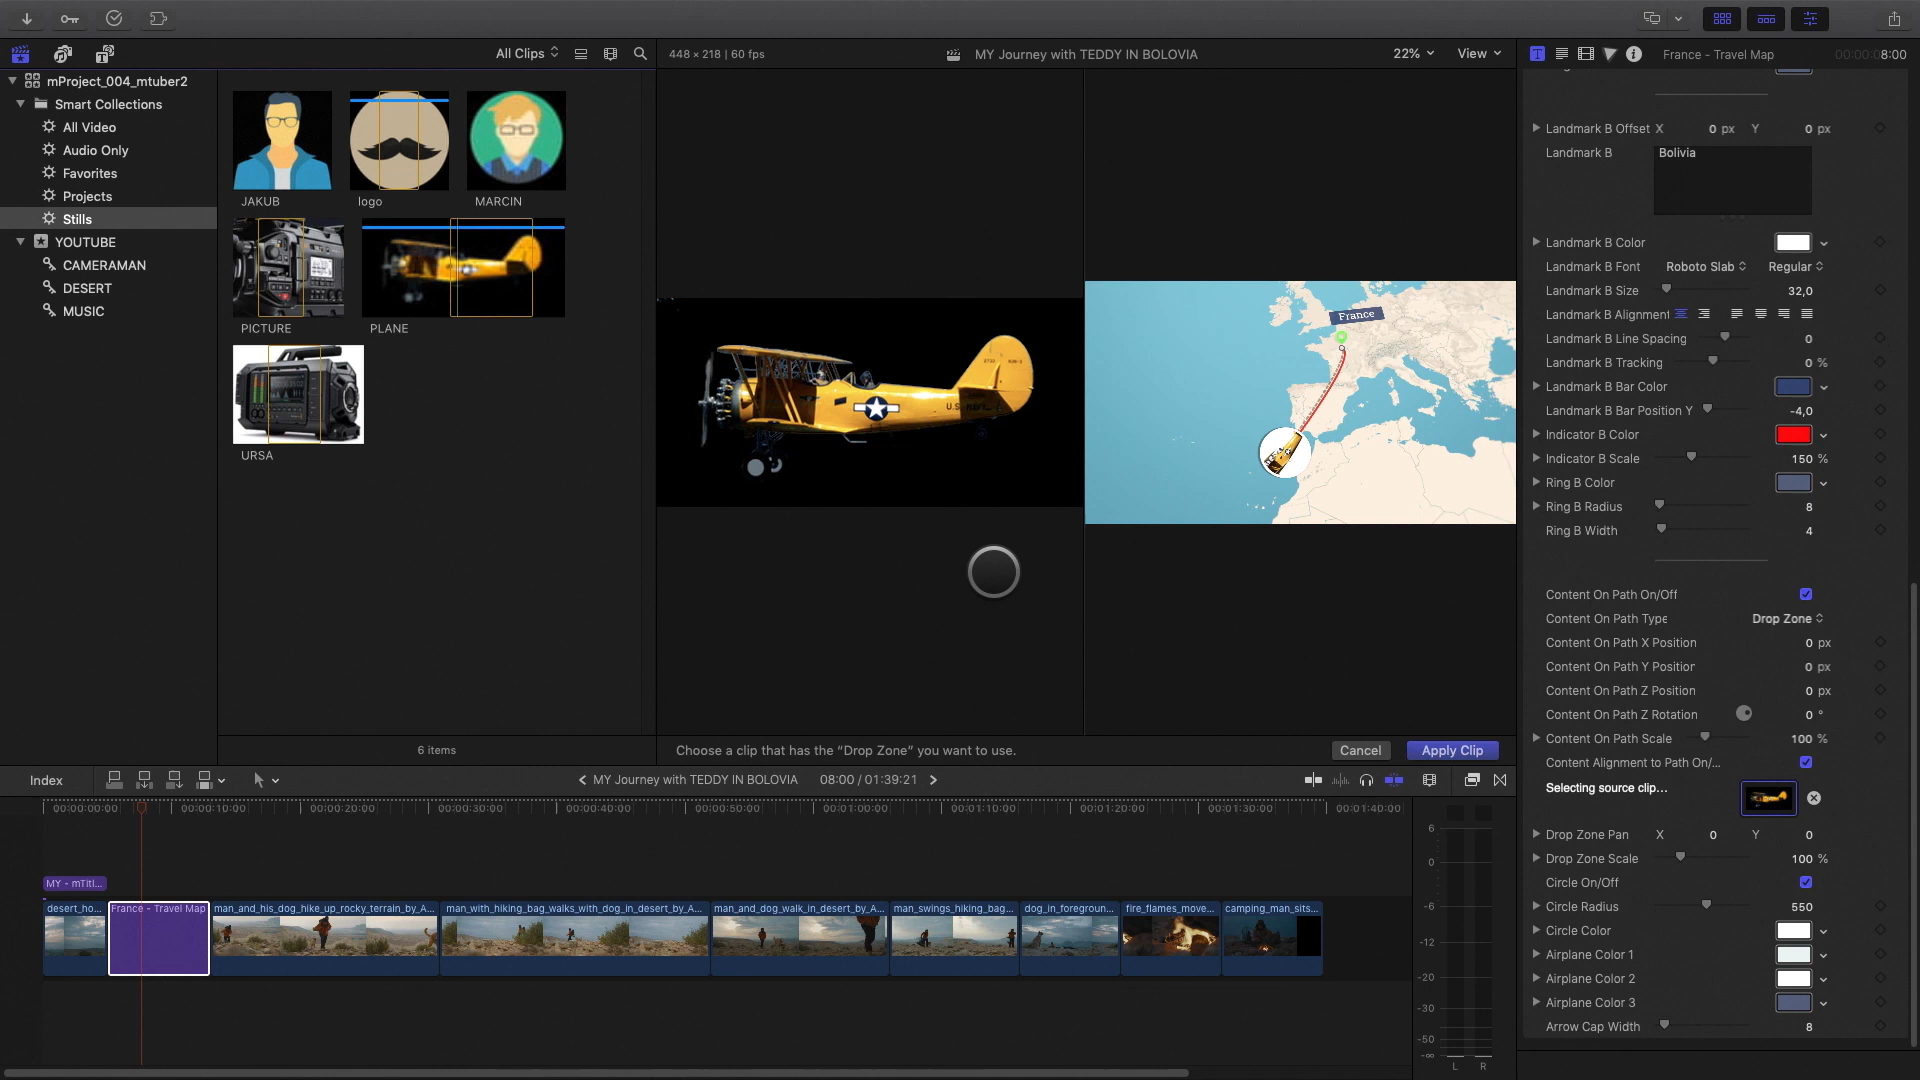 All Clips
448 × 218 | 60 fps
MY Journey with TEDDY IN BOLOVIA
22%
View
France - Travel Map
00:00:08:00
mProject_004_mtuber2
Smart Collections
All Video
Audio Only
Favorites
Projects
Stills
YOUTUBE
CAMERAMAN
DESERT
MUSIC
JAKUB
logo
MARCIN
PICTURE
PLANE
URSA
6 items
France
Choose a clip that has the “Drop Zone” you want to use.
Cancel
Apply Clip
Landmark B Offset X 0 px Y 0 px
Landmark B Bolivia
Landmark B Color
Landmark B Font Roboto Slab Regular
Landmark B Size 32,0
Landmark B Alignment
Landmark B Line Spacing 0
Landmark B Tracking 0 %
Landmark B Bar Color
Landmark B Bar Position Y -4,0
Indicator B Color
Indicator B Scale 150 %
Ring B Color
Ring B Radius 8
Ring B Width 4
Content On Path On/Off
Content On Path Type Drop Zone
Content On Path X Position 0 px
Content On Path Y Position 0 px
Content On Path Z Position 0 px
Content On Path Z Rotation 0 °
Content On Path Scale 100 %
Content Alignment to Path On/...
Selecting source clip...
Drop Zone Pan X 0 Y 0
Drop Zone Scale 100 %
Circle On/Off
Circle Radius 550
Circle Color
Airplane Color 1
Airplane Color 2
Airplane Color 3
Arrow Cap Width 8
Index
MY Journey with TEDDY IN BOLOVIA 08:00 / 01:39:21
00:00:00:00 00:00:10:00 00:00:20:00 00:00:30:00 00:00:40:00 00:00:50:00 00:01:00:00 00:01:10:00 00:01:20:00 00:01:30:00 00:01:40:00
MY - mTitl...
desert_ho...
France - Travel Map
man_and_his_dog_hike_up_rocky_terrain_by_A...
man_with_hiking_bag_walks_with_dog_in_desert_by_A...
man_and_dog_walk_in_desert_by_A...
man_swings_hiking_bag...
dog_in_foregroun...
fire_flames_move...
camping_man_sits...
6
0
-6
-12
-20
-30
-50
-∞
L R